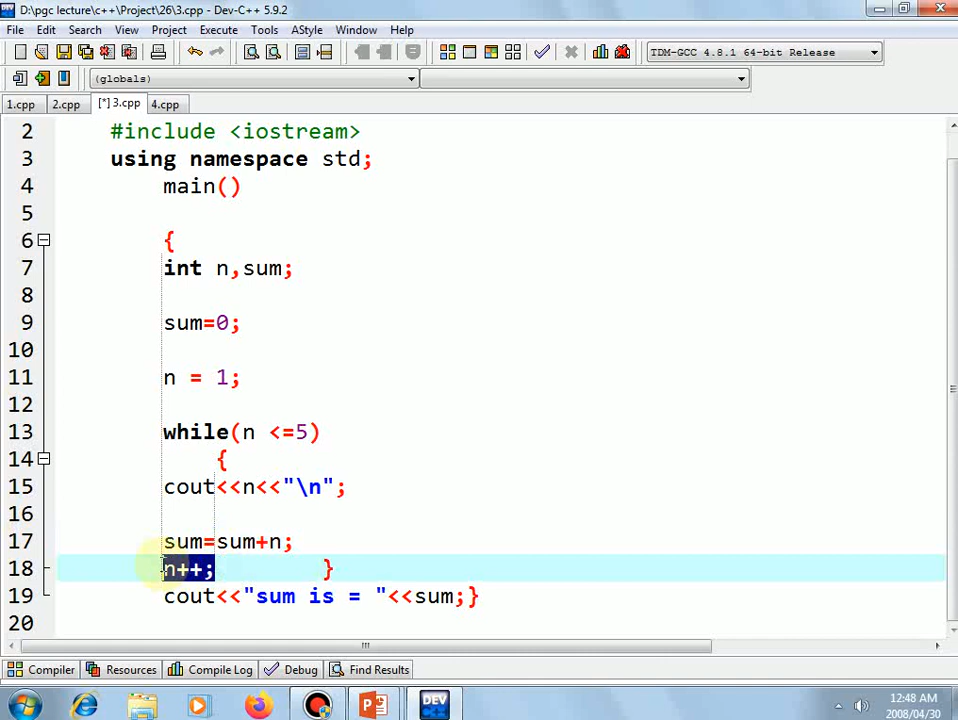 D:\pgc lecture\c++\Project\26\3.cpp - Dev-C++ 5.9.2
File Edit Search View Project Execute Tools AStyle Window Help
TDM-GCC 4.8.1 64-bit Release
(globals)
1.cpp 2.cpp [*] 3.cpp 4.cpp
2 #include <iostream>
3 using namespace std;
4 main()
5
6 {
7 int n,sum;
8
9 sum=0;
10
11 n = 1;
12
13 while(n <=5)
14 {
15 cout<<n<<"\n";
16
17 sum=sum+n;
18 n++; }
19 cout<<"sum is = "<<sum;}
20
Compiler Resources Compile Log Debug Find Results
DEV
12:48 AM
2008/04/30